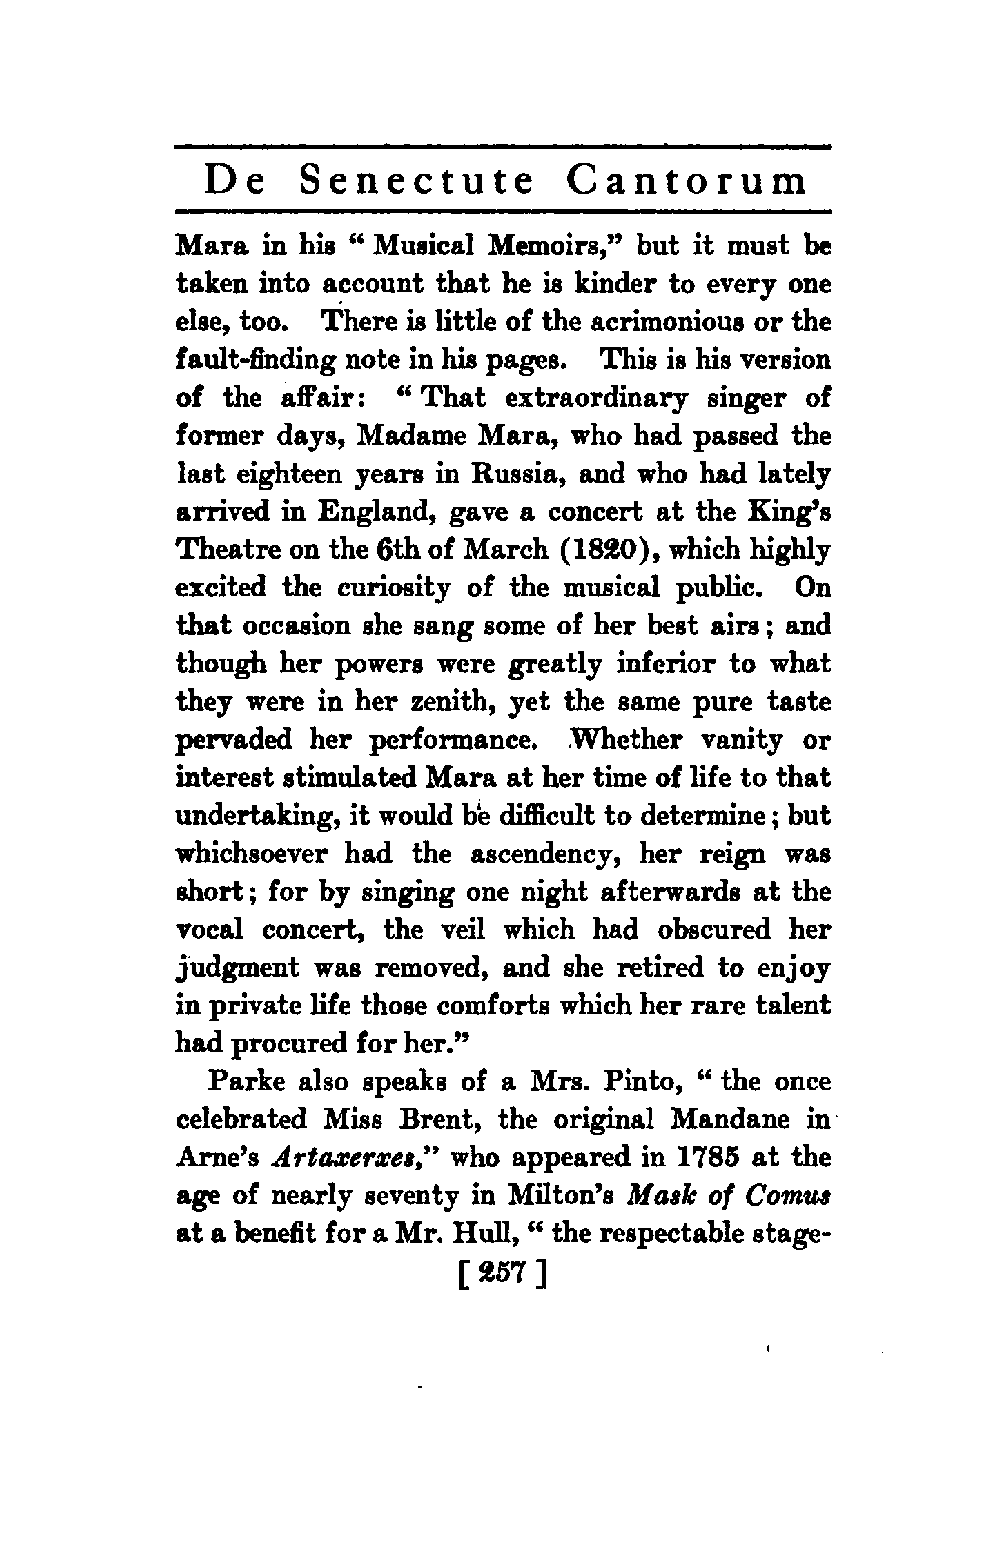 De Senectute Cantorum
Mara in his “ Musical Memoirs,” but it must be
taken into account that he is kinder to every one
else, too. There is little of the acrimonious or the
fault-finding note in his pages. This is his version
of the affair: “ That extraordinary singer of
former days, Madame Mara, who had passed the
last eighteen years in Russia, and who had lately
arrived in England, gave a concert at the King’s
Theatre on the 6th of March (1820), which highly
excited the curiosity of the musical public. On
that occasion she sang some of her best airs ; and
though her powers were greatly inferior to what
they were in her zenith, yet the same pure taste
pervaded her performance. Whether vanity or
interest stimulated Mara at her time of life to that
undertaking, it would be difficult to determine ; but
whichsoever had the ascendency, her reign was
short ; for by singing one night afterwards at the
vocal concert, the veil which had obscured her
judgment was removed, and she retired to enjoy
in private life those comforts which her rare talent
had procured for her.”
Parke also speaks of a Mrs. Pinto, “ the once
celebrated Miss Brent, the original Mandane in
Arne’s Artaxerxes,” who appeared in 1785 at the
age of nearly seventy in Milton’s Mask of Comus
at a benefit for a Mr. Hull, “ the respectable stage-
[ 257 ]